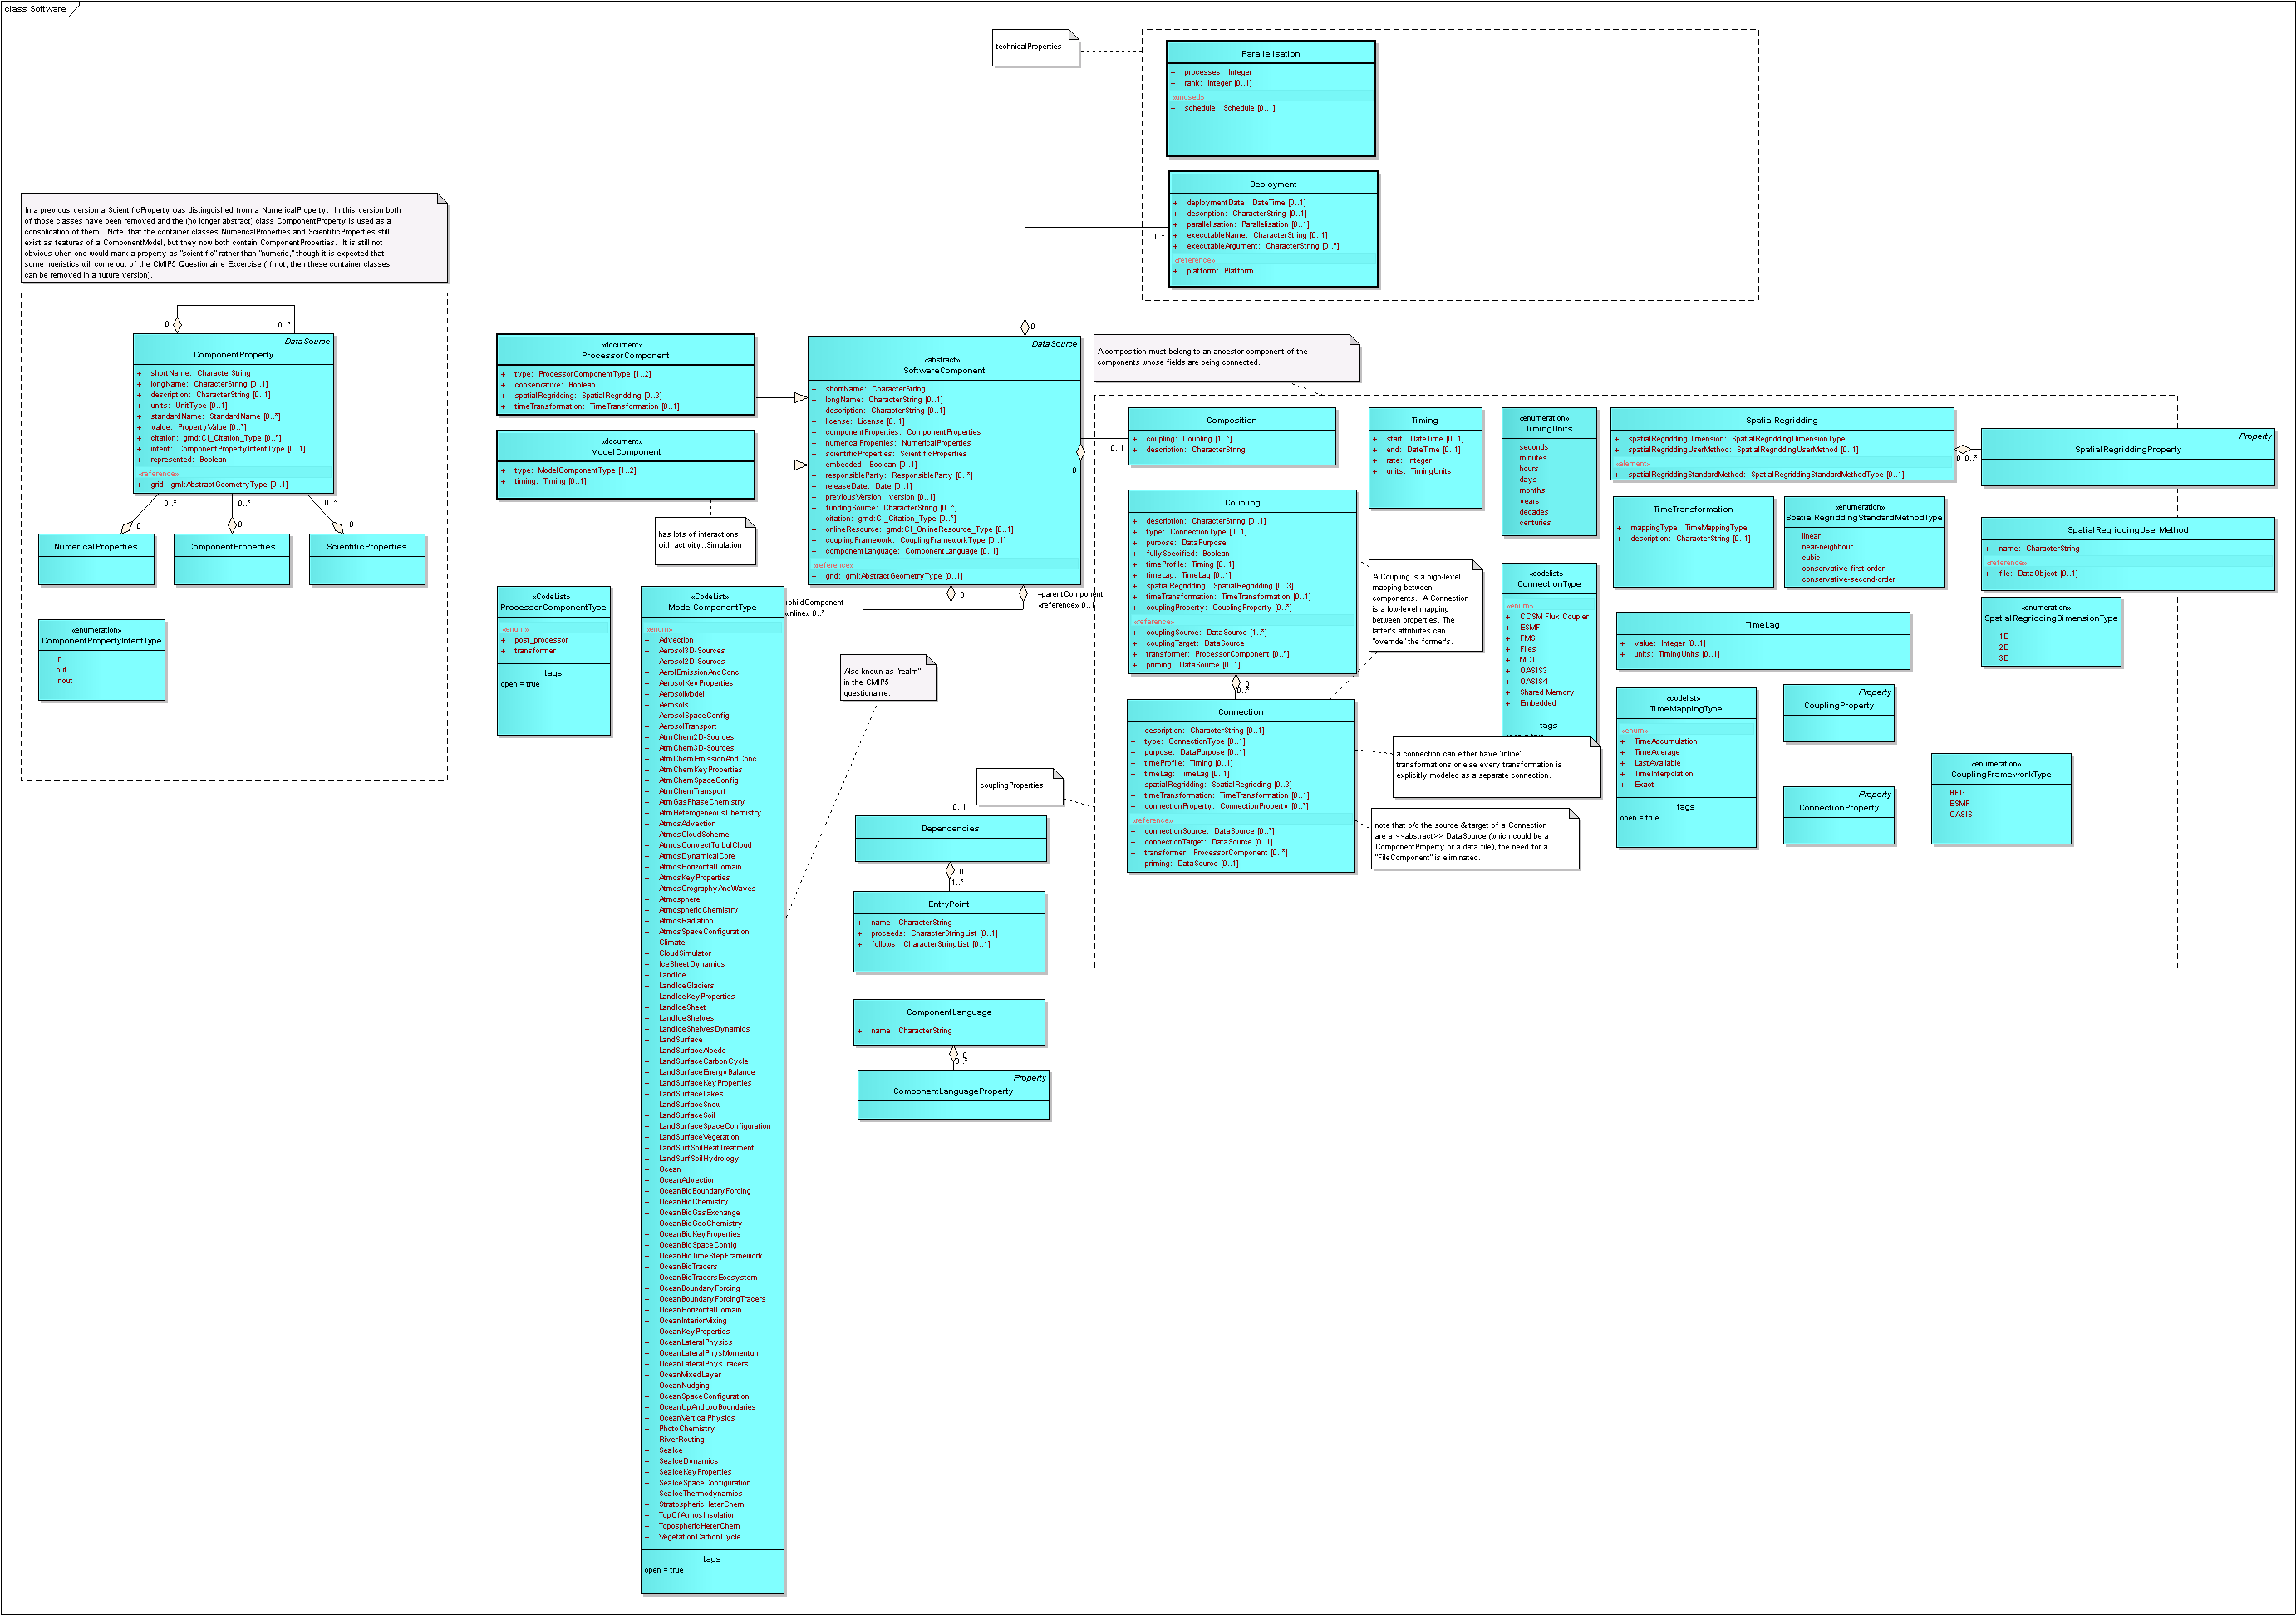 class Software
technicalProperties
Parallelisation
+ processes: Integer
+ rank: Integer [0..1]
«unused»
+ schedule: Schedule [0..1]
Deployment
+ deploymentDate: DateTime [0..1]
+ description: CharacterString [0..1]
+ parallelisation: Parallelisation [0..1]
+ executableName: CharacterString [0..1]
+ executableArgument: CharacterString [0..*]
«reference»
+ platform: Platform
0..*
0
In a previous version a ScientificProperty was distinguished from a NumericalProperty. In this version both
of those classes have been removed and the (no longer abstract) class ComponentProperty is used as a
consolidation of them. Note, that the container classes NumericalProperties and ScientificProperties still
exist as features of a ComponentModel, but they now both contain ComponentProperties. It is still not
obvious when one would mark a property as "scientific" rather than "numeric," though it is expected that
some hueristics will come out of the CMIP5 Questionairre Excercise (If not, then these container classes
can be removed in a future version).
0
0..*
DataSource
ComponentProperty
+ shortName: CharacterString
+ longName: CharacterString [0..1]
+ description: CharacterString [0..1]
+ units: UnitType [0..1]
+ standardName: StandardName [0..*]
+ value: PropertyValue [0..*]
+ citation: gmd:CI_Citation_Type [0..*]
+ intent: ComponentPropertyIntentType [0..1]
+ represented: Boolean
«reference»
+ grid: gml:AbstractGeometryType [0..1]
0..*
0..*
0..*
0
0
0
NumericalProperties
ComponentProperties
ScientificProperties
«enumeration»
ComponentPropertyIntentType
in
out
inout
«document»
ProcessorComponent
+ type: ProcessorComponentType [1..2]
+ conservative: Boolean
+ spatialRegridding: SpatialRegridding [0..3]
+ timeTransformation: TimeTransformation [0..1]
«document»
ModelComponent
+ type: ModelComponentType [1..2]
+ timing: Timing [0..1]
has lots of interactions
with activity::Simulation
DataSource
«abstract»
SoftwareComponent
+ shortName: CharacterString
+ longName: CharacterString [0..1]
+ description: CharacterString [0..1]
+ license: License [0..1]
+ componentProperties: ComponentProperties
+ numericalProperties: NumericalProperties
+ scientificProperties: ScientificProperties
+ embedded: Boolean [0..1]
+ responsibleParty: ResponsibleParty [0..*]
+ releaseDate: Date [0..1]
+ previousVersion: version [0..1]
+ fundingSource: CharacterString [0..*]
+ citation: gmd:CI_Citation_Type [0..*]
+ onlineResource: gmd:CI_OnlineResource_Type [0..1]
+ couplingFramework: CouplingFrameworkType [0..1]
+ componentLanguage: ComponentLanguage [0..1]
«reference»
+ grid: gml:AbstractGeometryType [0..1]
0
0..1
0
+parentComponent
«reference» 0..1
+childComponent
«inline» 0..*
A composition must belong to an ancestor component of the
components whose fields are being connected.
Composition
+ coupling: Coupling [1..*]
+ description: CharacterString
Timing
+ start: DateTime [0..1]
+ end: DateTime [0..1]
+ rate: Integer
+ units: TimingUnits
«enumeration»
TimingUnits
seconds
minutes
hours
days
months
years
decades
centuries
SpatialRegridding
+ spatialRegriddingDimension: SpatialRegriddingDimensionType
+ spatialRegriddingUserMethod: SpatialRegriddingUserMethod [0..1]
«element»
+ spatialRegriddingStandardMethod: SpatialRegriddingStandardMethodType [0..1]
0 0..*
Property
SpatialRegriddingProperty
TimeTransformation
+ mappingType: TimeMappingType
+ description: CharacterString [0..1]
«enumeration»
SpatialRegriddingStandardMethodType
linear
near-neighbour
cubic
conservative-first-order
conservative-second-order
SpatialRegriddingUserMethod
+ name: CharacterString
«reference»
+ file: DataObject [0..1]
«enumeration»
SpatialRegriddingDimensionType
1D
2D
3D
Coupling
+ description: CharacterString [0..1]
+ type: ConnectionType [0..1]
+ purpose: DataPurpose
+ fullySpecified: Boolean
+ timeProfile: Timing [0..1]
+ timeLag: TimeLag [0..1]
+ spatialRegridding: SpatialRegridding [0..3]
+ timeTransformation: TimeTransformation [0..1]
+ couplingProperty: CouplingProperty [0..*]
«reference»
+ couplingSource: DataSource [1..*]
+ couplingTarget: DataSource
+ transformer: ProcessorComponent [0..*]
+ priming: DataSource [0..1]
0
0..*
A Coupling is a high-level
mapping between
components. A Connection
is a low-level mapping
between properties. The
latter's attributes can
"override" the former's.
«codelist»
ConnectionType
«enum»
+ CCSM Flux Coupler
+ ESMF
+ FMS
+ Files
+ MCT
+ OASIS3
+ OASIS4
+ Shared Memory
+ Embedded
tags
open = true
TimeLag
+ value: Integer [0..1]
+ units: TimingUnits [0..1]
«codelist»
TimeMappingType
«enum»
+ TimeAccumulation
+ TimeAverage
+ LastAvailable
+ TimeInterpolation
+ Exact
tags
open = true
Property
CouplingProperty
Property
ConnectionProperty
«enumeration»
CouplingFrameworkType
BFG
ESMF
OASIS
Connection
+ description: CharacterString [0..1]
+ type: ConnectionType [0..1]
+ purpose: DataPurpose [0..1]
+ timeProfile: Timing [0..1]
+ timeLag: TimeLag [0..1]
+ spatialRegridding: SpatialRegridding [0..3]
+ timeTransformation: TimeTransformation [0..1]
+ connectionProperty: ConnectionProperty [0..*]
«reference»
+ connectionSource: DataSource [0..*]
+ connectionTarget: DataSource [0..1]
+ transformer: ProcessorComponent [0..*]
+ priming: DataSource [0..1]
a connection can either have "inline"
transformations or else every transformation is
explicitly modeled as a separate connection.
note that b/c the source & target of a Connection
are a <<abstract>> DataSource (which could be a
ComponentProperty or a data file), the need for a
"FileComponent" is eliminated.
couplingProperties
«CodeList»
ProcessorComponentType
«enum»
+ post_processor
+ transformer
tags
open = true
Also known as "realm"
in the CMIP5
questionairre.
«CodeList»
ModelComponentType
«enum»
+ Advection
+ Aerosol3D-Sources
+ Aerosol2D-Sources
+ AerolEmissionAndConc
+ AerosolKeyProperties
+ AerosolModel
+ Aerosols
+ AerosolSpaceConfig
+ AerosolTransport
+ AtmChem2D-Sources
+ AtmChem3D-Sources
+ AtmChemEmissionAndConc
+ AtmChemKeyProperties
+ AtmChemSpaceConfig
+ AtmChemTransport
+ AtmGasPhaseChemistry
+ AtmHeterogeneousChemistry
+ AtmosAdvection
+ AtmosCloudScheme
+ AtmosConvectTurbulCloud
+ AtmosDynamicalCore
+ AtmosHorizontalDomain
+ AtmosKeyProperties
+ AtmosOrographyAndWaves
+ Atmosphere
+ AtmosphericChemistry
+ AtmosRadiation
+ AtmosSpaceConfiguration
+ Climate
+ CloudSimulator
+ IceSheetDynamics
+ LandIce
+ LandIceGlaciers
+ LandIceKeyProperties
+ LandIceSheet
+ LandIceShelves
+ LandIceShelvesDynamics
+ LandSurface
+ LandSurfaceAlbedo
+ LandSurfaceCarbonCycle
+ LandSurfaceEnergyBalance
+ LandSurfaceKeyProperties
+ LandSurfaceLakes
+ LandSurfaceSnow
+ LandSurfaceSoil
+ LandSurfaceSpaceConfiguration
+ LandSurfaceVegetation
+ LandSurfSoilHeatTreatment
+ LandSurfSoilHydrology
+ Ocean
+ OceanAdvection
+ OceanBioBoundaryForcing
+ OceanBioChemistry
+ OceanBioGasExchange
+ OceanBioGeoChemistry
+ OceanBioKeyProperties
+ OceanBioSpaceConfig
+ OceanBioTimeStepFramework
+ OceanBioTracers
+ OceanBioTracersEcosystem
+ OceanBoundaryForcing
+ OceanBoundaryForcingTracers
+ OceanHorizontalDomain
+ OceanInteriorMixing
+ OceanKeyProperties
+ OceanLateralPhysics
+ OceanLateralPhysMomentum
+ OceanLateralPhysTracers
+ OceanMixedLayer
+ OceanNudging
+ OceanSpaceConfiguration
+ OceanUpAndLowBoundaries
+ OceanVerticalPhysics
+ PhotoChemistry
+ RiverRouting
+ SeaIce
+ SeaIceDynamics
+ SeaIceKeyProperties
+ SeaIceSpaceConfiguration
+ SeaIceThermodynamics
+ StratosphericHeterChem
+ TopOfAtmosInsolation
+ ToposphericHeterChem
+ VegetationCarbonCycle
tags
open = true
0..1
Dependencies
0
1..*
EntryPoint
+ name: CharacterString
+ proceeds: CharacterStringList [0..1]
+ follows: CharacterStringList [0..1]
ComponentLanguage
+ name: CharacterString
0
0..*
Property
ComponentLanguageProperty